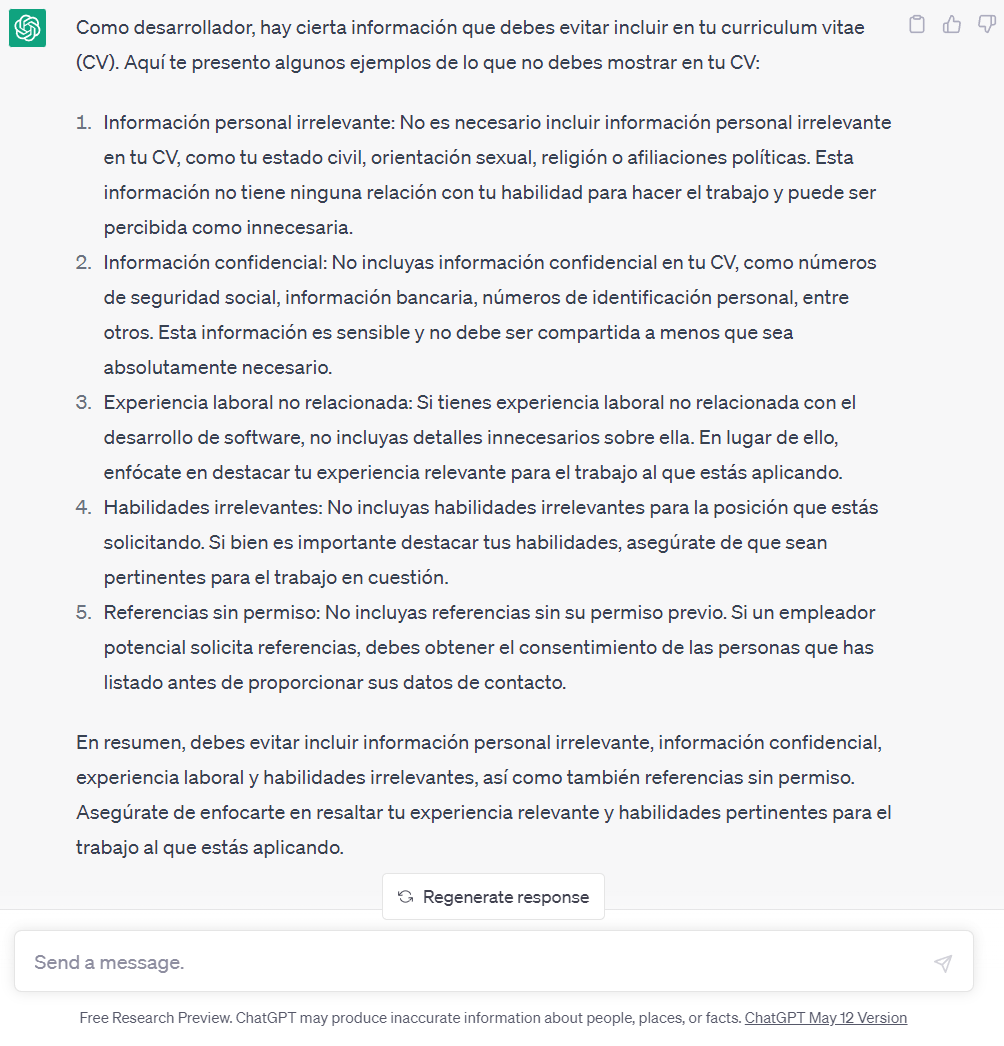 Como desarrollador, hay cierta información que debes evitar incluir en tu curriculum vitae
(CV). Aquí te presento algunos ejemplos de lo que no debes mostrar en tu CV:
1. Información personal irrelevante: No es necesario incluir información personal irrelevante
en tu CV, como tu estado civil, orientación sexual, religión o afiliaciones políticas. Esta
información no tiene ninguna relación con tu habilidad para hacer el trabajo y puede ser
percibida como innecesaria.
2. Información confidencial: No incluyas información confidencial en tu CV, como números
de seguridad social, información bancaria, números de identificación personal, entre
otros. Esta información es sensible y no debe ser compartida a menos que sea
absolutamente necesario.
3. Experiencia laboral no relacionada: Si tienes experiencia laboral no relacionada con el
desarrollo de software, no incluyas detalles innecesarios sobre ella. En lugar de ello,
enfócate en destacar tu experiencia relevante para el trabajo al que estás aplicando.
4. Habilidades irrelevantes: No incluyas habilidades irrelevantes para la posición que estás
solicitando. Si bien es importante destacar tus habilidades, asegúrate de que sean
pertinentes para el trabajo en cuestión.
5. Referencias sin permiso: No incluyas referencias sin su permiso previo. Si un empleador
potencial solicita referencias, debes obtener el consentimiento de las personas que has
listado antes de proporcionar sus datos de contacto.
En resumen, debes evitar incluir información personal irrelevante, información confidencial,
experiencia laboral y habilidades irrelevantes, así como también referencias sin permiso.
Asegúrate de enfocarte en resaltar tu experiencia relevante y habilidades pertinentes para el
trabajo al que estás aplicando.
Regenerate response
Send a message.
Free Research Preview. ChatGPT may produce inaccurate information about people, places, or facts. ChatGPT May 12 Version